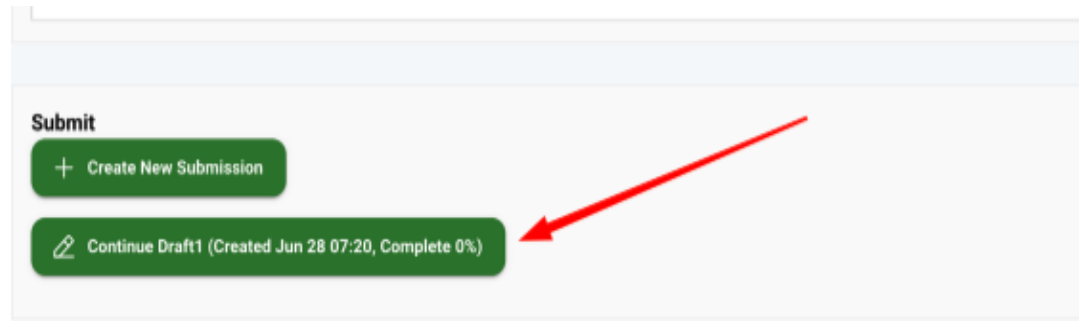 Submit
Create New Submission
Continue Draft1 (Created Jun 28 07:20, Complete 0%)